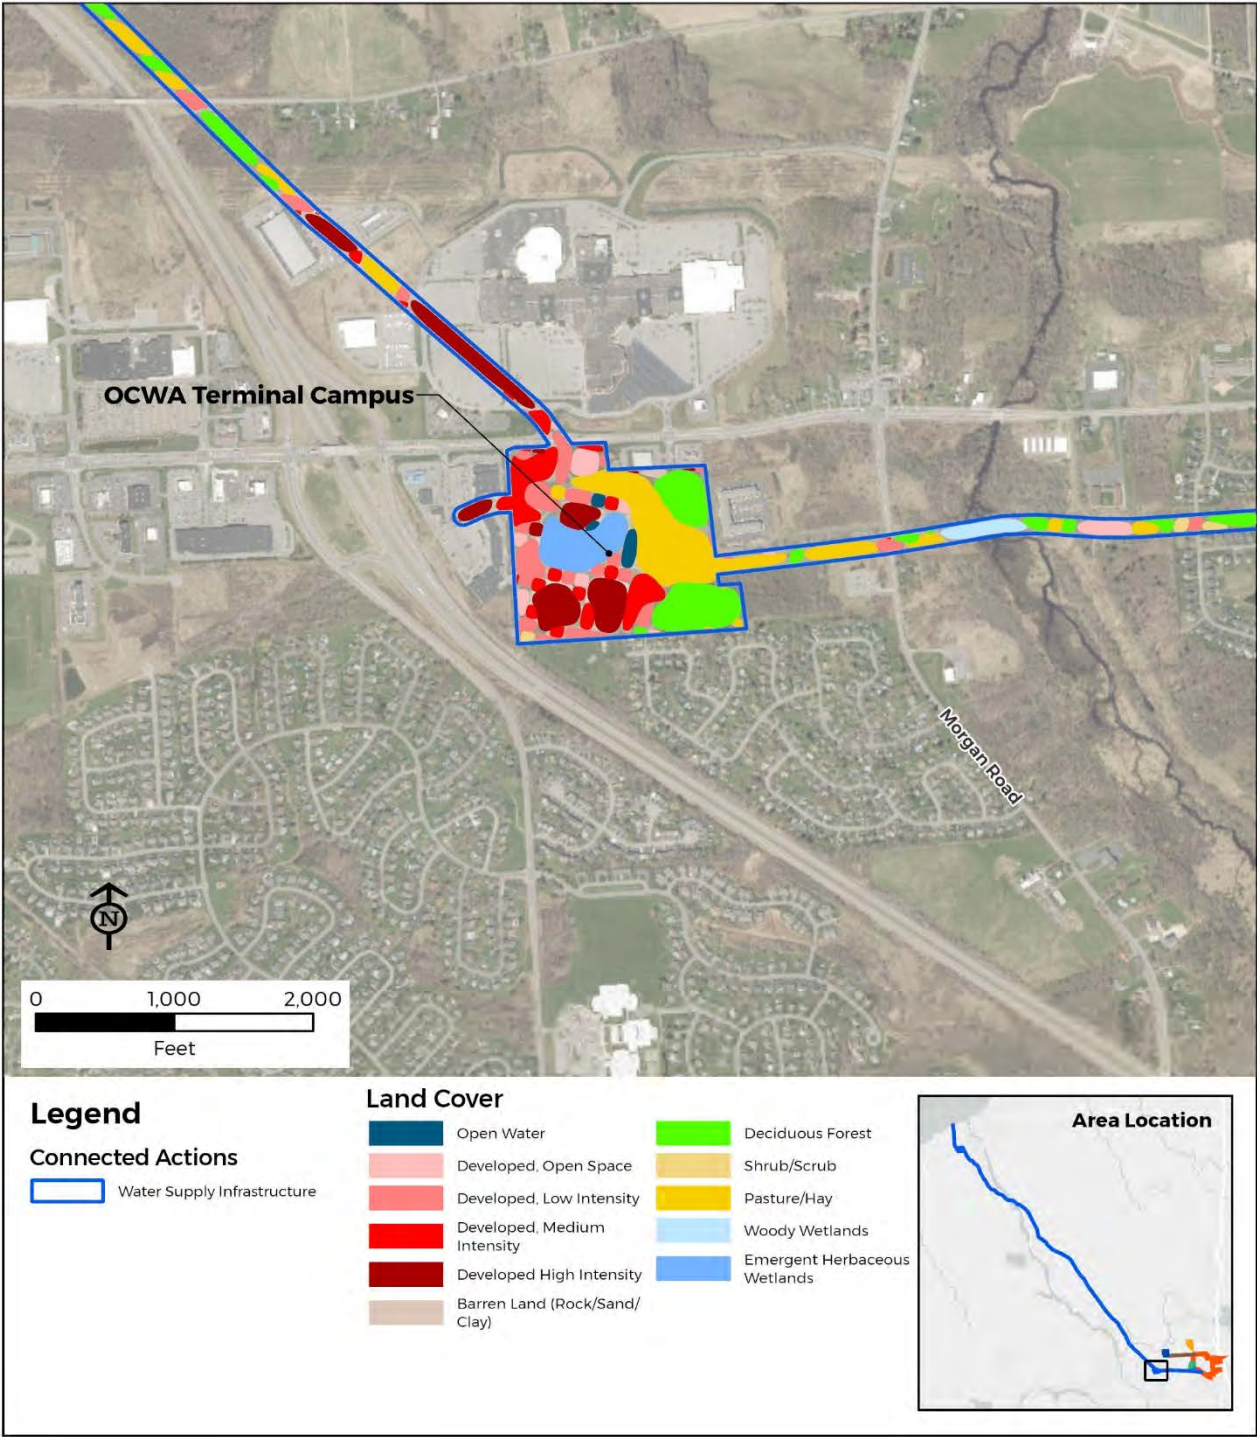 OCWA Terminal Campus
Morgan Road
N
0 1,000 2,000
Feet
Legend
Connected Actions
Water Supply Infrastructure
Land Cover
Open Water
Developed, Open Space
Developed, Low Intensity
Developed, Medium
Intensity
Developed High Intensity
Barren Land (Rock/Sand/
Clay)
Deciduous Forest
Shrub/Scrub
Pasture/Hay
Woody Wetlands
Emergent Herbaceous
Wetlands
Area Location